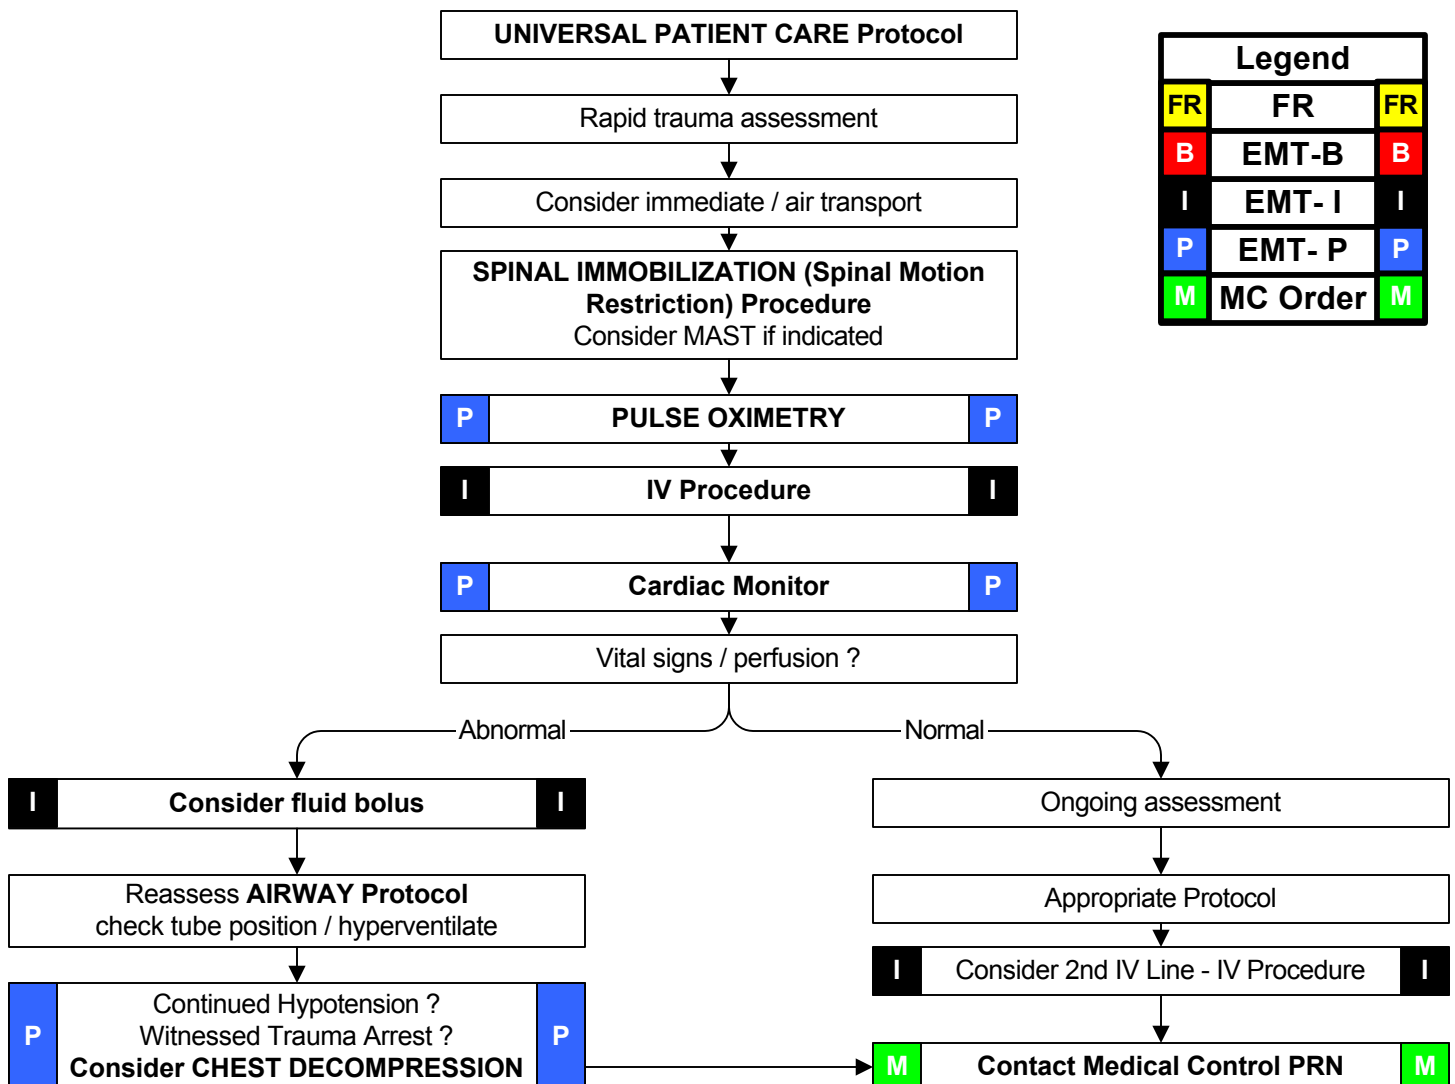 UNIVERSAL PATIENT CARE Protocol
Rapid trauma assessment
Consider immediate / air transport
SPINAL IMMOBILIZATION (Spinal Motion
Restriction) Procedure
Consider MAST if indicated
P PULSE OXIMETRY P
I IV Procedure I
P Cardiac Monitor P
Vital signs / perfusion ?
Abnormal
Normal
I Consider fluid bolus I
Reassess AIRWAY Protocol
check tube position / hyperventilate
Continued Hypotension ?
P Witnessed Trauma Arrest ? P
Consider CHEST DECOMPRESSION
Ongoing assessment
Appropriate Protocol
I Consider 2nd IV Line - IV Procedure I
M Contact Medical Control PRN M
Legend
FR FR FR
B EMT-B B
I EMT- I I
P EMT- P P
M MC Order M